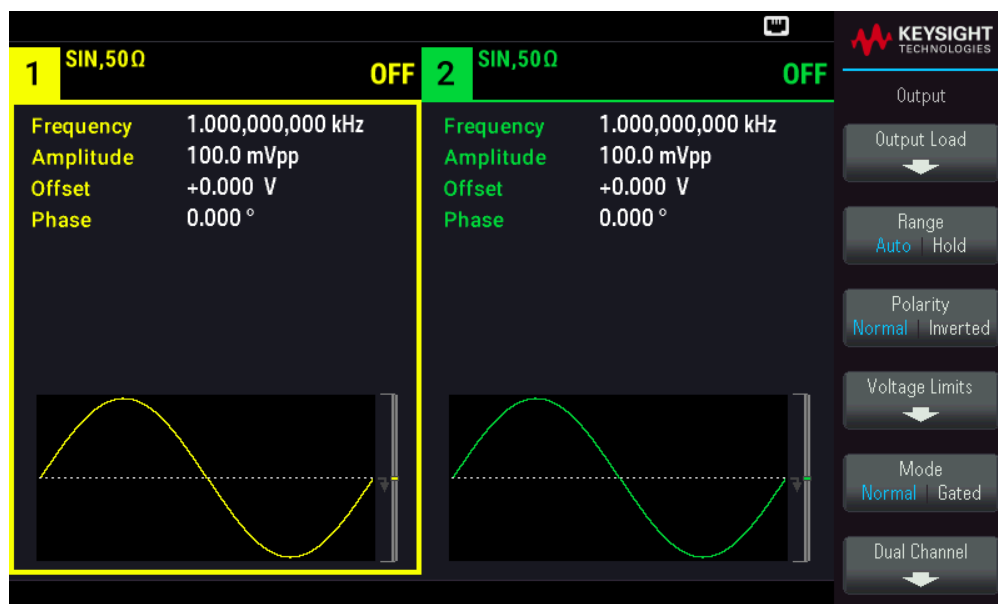 KEYSIGHT
TECHNOLOGIES
1 SIN,50Ω OFF
2 SIN,50Ω OFF
Frequency 1.000,000,000 kHz
Amplitude 100.0 mVpp
Offset +0.000 V
Phase 0.000 °
Frequency 1.000,000,000 kHz
Amplitude 100.0 mVpp
Offset +0.000 V
Phase 0.000 °
Output
Output Load
Range
Auto | Hold
Polarity
Normal | Inverted
Voltage Limits
Mode
Normal | Gated
Dual Channel